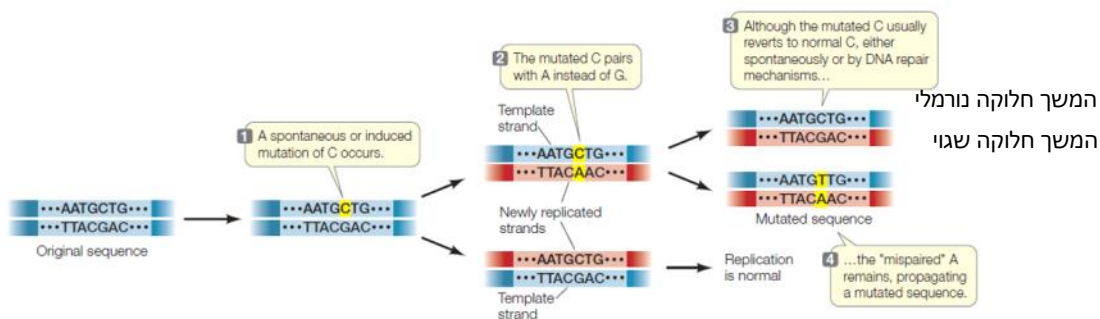 1 A spontaneous or induced
mutation of C occurs.
···AATGCTG···
···TTACGAC···
Original sequence
···AATGCTG···
···TTACGAC···
2 The mutated C pairs
with A instead of G.
Template
strand
···AATGCTG···
···TTACAAC···
Newly replicated
strands
···AATGCTG···
···TTACGAC···
Template
strand
3 Although the mutated C usually
reverts to normal C, either
spontaneously or by DNA repair
mechanisms…
···AATGCTG···
···TTACGAC···
המשך חלוקה נורמלי
המשך חלוקה שגוי
···AATGTTG···
···TTACAAC···
Mutated sequence
Replication
is normal
4 …the "mispaired" A
remains, propagating
a mutated sequence.